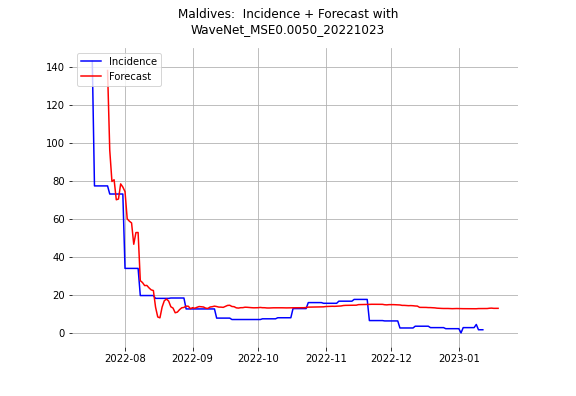 Maldives:  Incidence + Forecast with
WaveNet_MSE0.0050_20221023
Incidence
Forecast
140
120
100
80
60
40
20
0
2022-08 2022-09 2022-10 2022-11 2022-12 2023-01